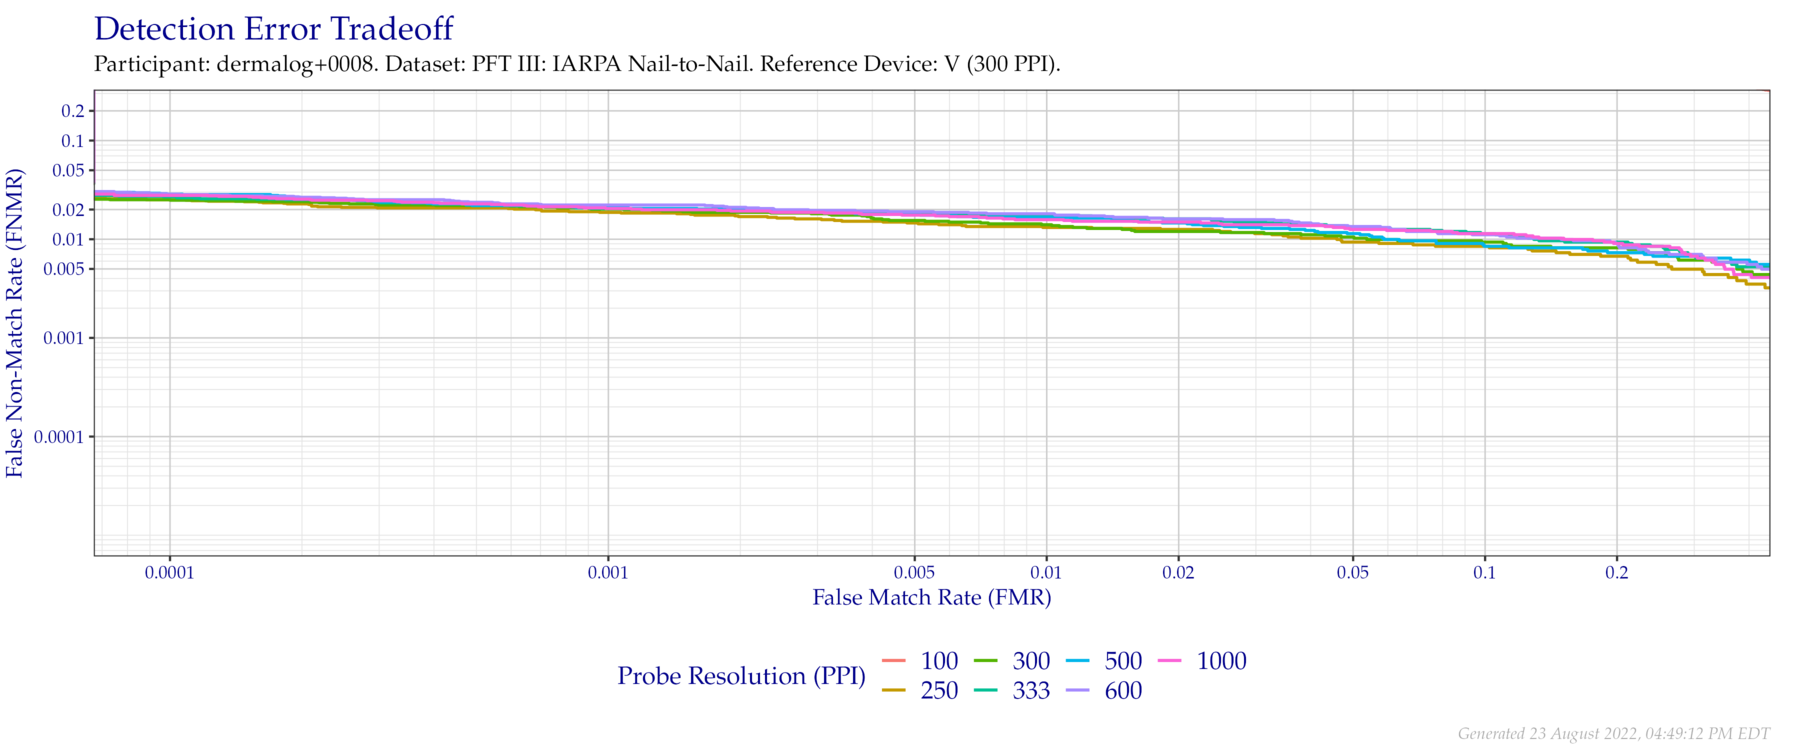 Detection Error Tradeoff
Participant: dermalog+0008. Dataset: PFT III: IARPA Nail-to-Nail. Reference Device: V (300 PPI).
0.2
0.1
0.05
0.02
0.01
0.005
0.001
0.0001
False Non-Match Rate (FNMR)
0.0001 0.001 0.005 0.01 0.02 0.05 0.1 0.2
False Match Rate (FMR)
Probe Resolution (PPI)
100 300 500 1000
250 333 600
Generated 23 August 2022, 04:49:12 PM EDT